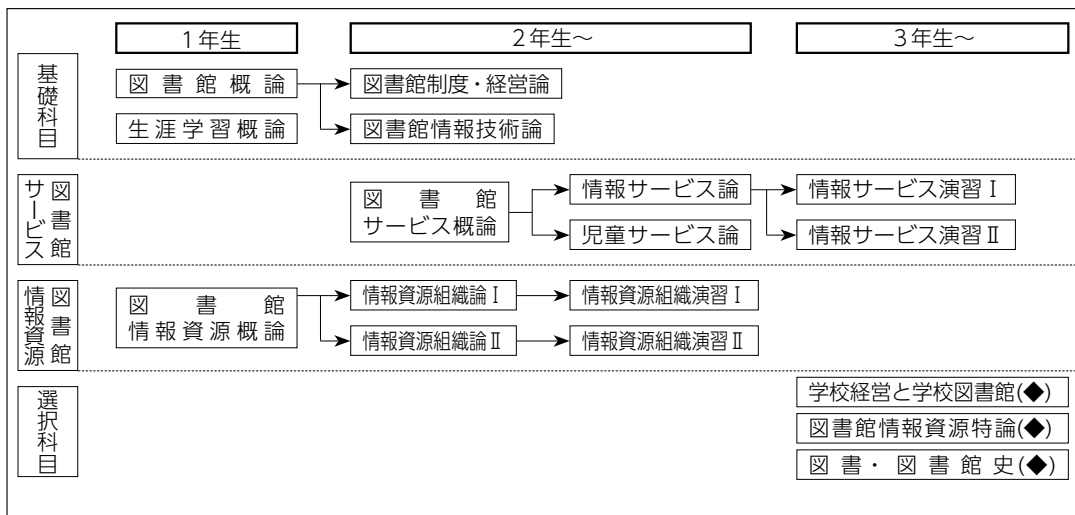 1年生
2年生～
3年生～
基礎科目
図書館概論
図書館制度・経営論
生涯学習概論
図書館情報技術論
図書館
サービス
図書館
サービス概論
情報サービス論
情報サービス演習Ⅰ
児童サービス論
情報サービス演習Ⅱ
図書館
情報資源
図書館
情報資源概論
情報資源組織論Ⅰ
情報資源組織演習Ⅰ
情報資源組織論Ⅱ
情報資源組織演習Ⅱ
選択科目
学校経営と学校図書館(◆)
図書館情報資源特論(◆)
図書・図書館史(◆)